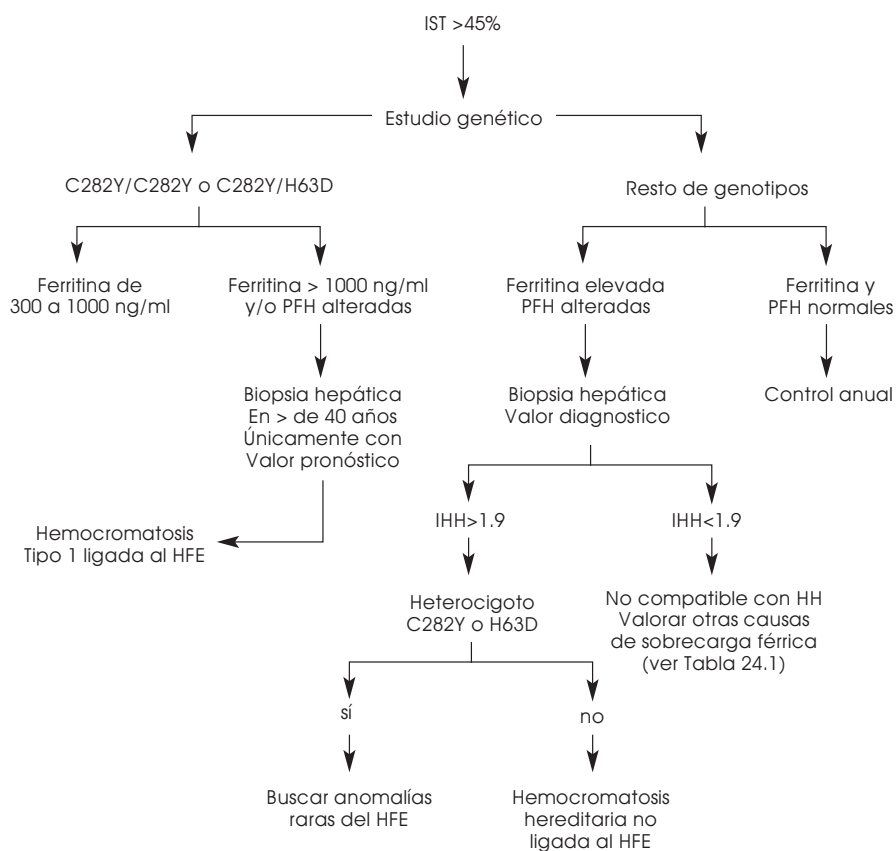 IST >45%
Estudio genético
C282Y/C282Y o C282Y/H63D
Resto de genotipos
Ferritina de
300 a 1000 ng/ml
Ferritina > 1000 ng/ml
y/o PFH alteradas
Ferritina elevada
PFH alteradas
Ferritina y
PFH normales
Biopsia hepática
En > de 40 años
Únicamente con
Valor pronóstico
Biopsia hepática
Valor diagnostico
Control anual
Hemocromatosis
Tipo 1 ligada al HFE
IHH>1.9
IHH<1.9
Heterocigoto
C282Y o H63D
No compatible con HH
Valorar otras causas
de sobrecarga férrica
(ver Tabla 24.1)
sí
no
Buscar anomalías
raras del HFE
Hemocromatosis
hereditaria no
ligada al HFE